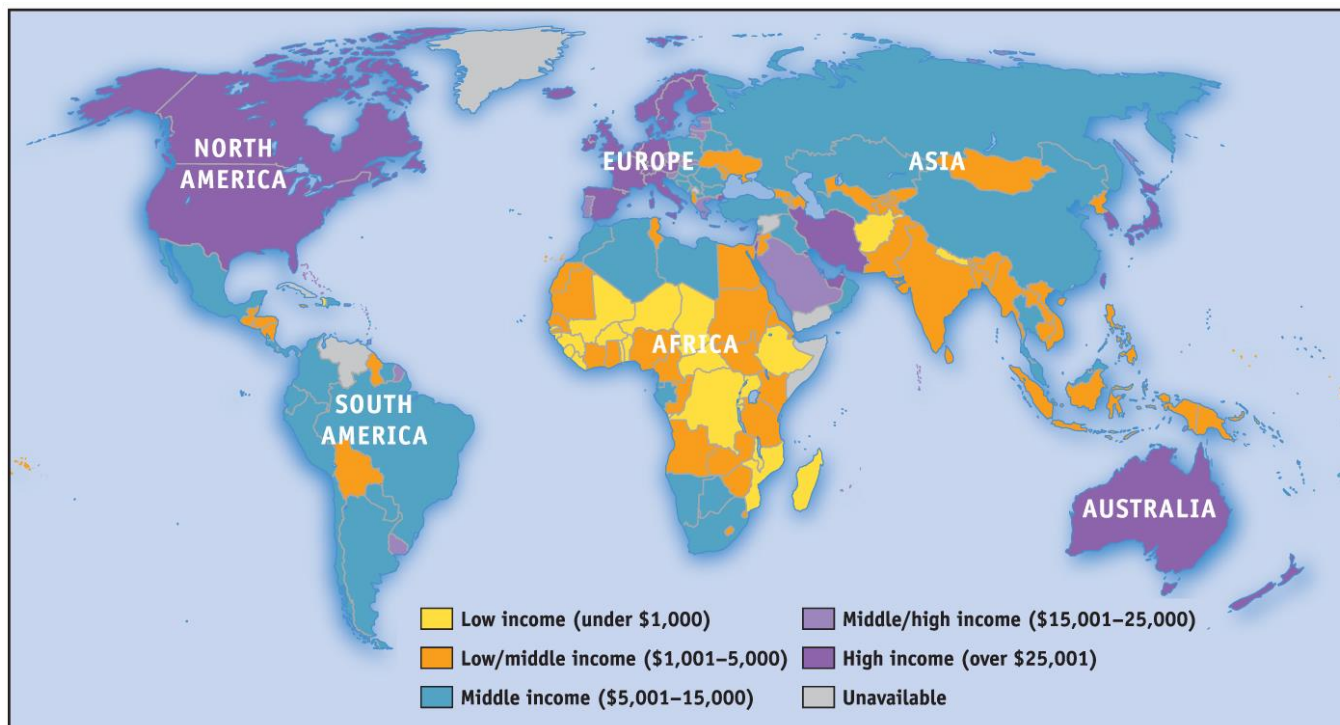 NORTH
AMERICA
EUROPE
ASIA
AFRICA
SOUTH
AMERICA
AUSTRALIA
Low income (under $1,000)
Low/middle income ($1,001–5,000)
Middle income ($5,001–15,000)
Middle/high income ($15,001–25,000)
High income (over $25,001)
Unavailable